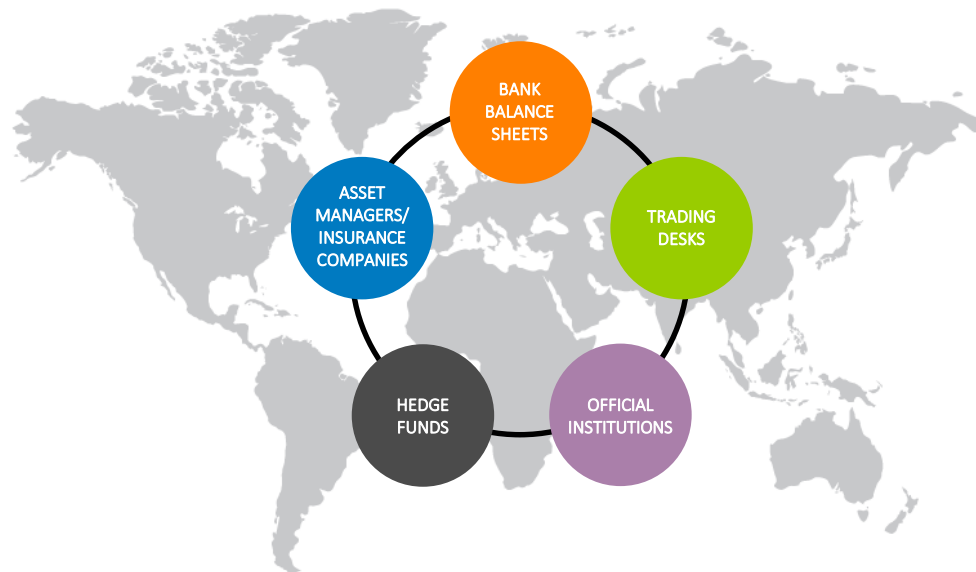 BANK
BALANCE
SHEETS
ASSET
MANAGERS/
INSURANCE
COMPANIES
TRADING
DESKS
HEDGE
FUNDS
OFFICIAL
INSTITUTIONS